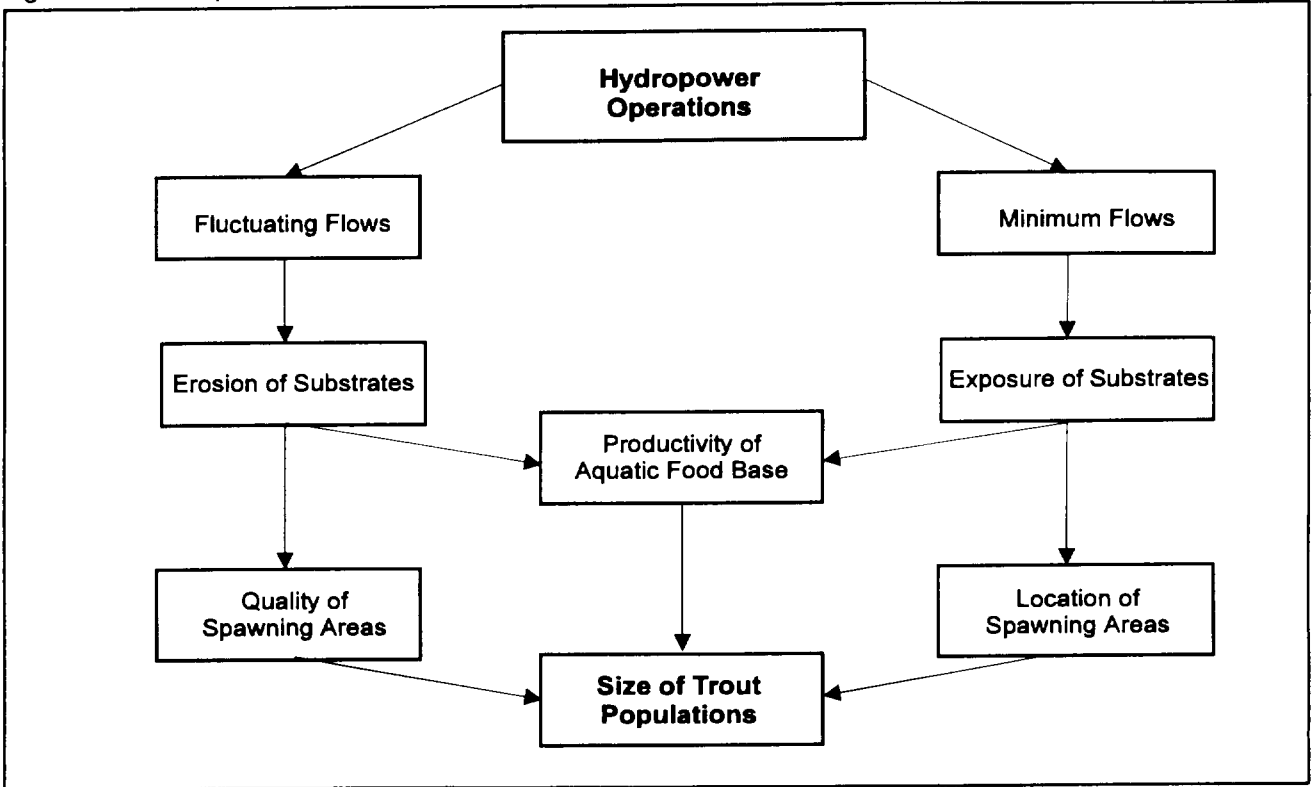 Hydropower
Operations
Fluctuating Flows
Minimum Flows
Erosion of Substrates
Exposure of Substrates
Productivity of
Aquatic Food Base
Quality of
Spawning Areas
Location of
Spawning Areas
Size of Trout
Populations